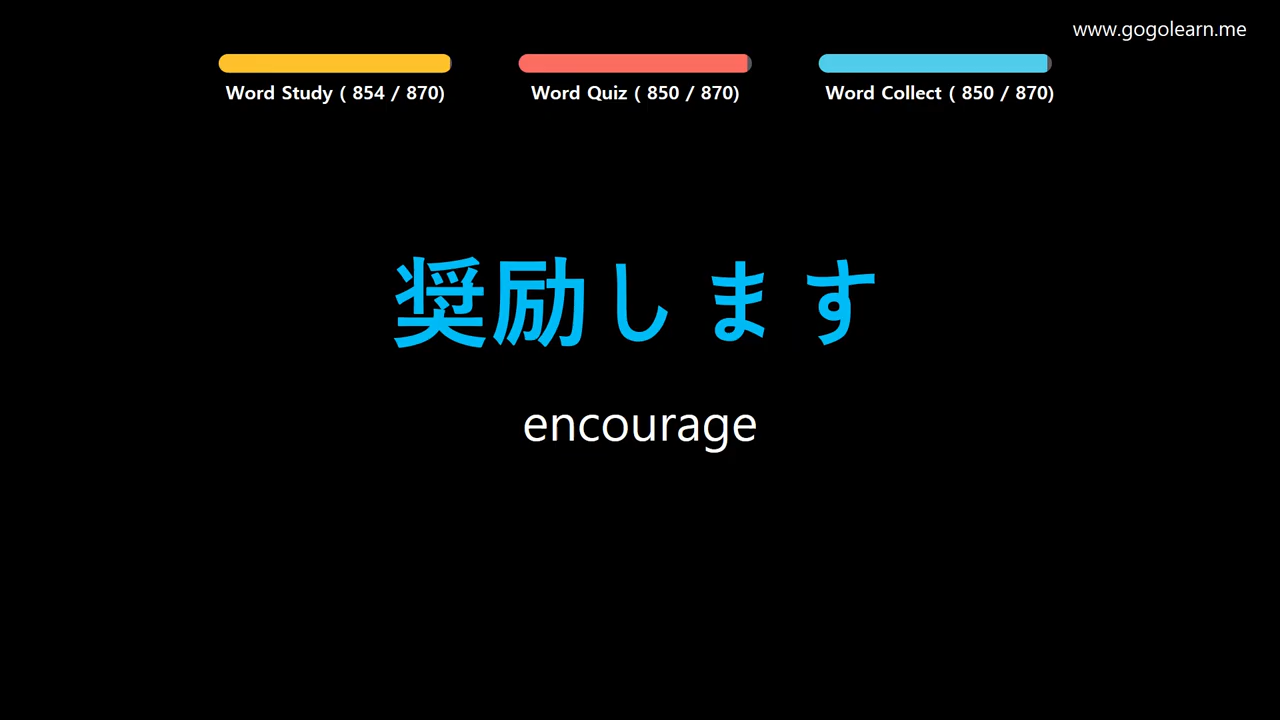 www.gogolearn.me
Word Study ( 854 / 870)
Word Quiz ( 850 / 870)
Word Collect ( 850 / 870)
奨励します
encourage